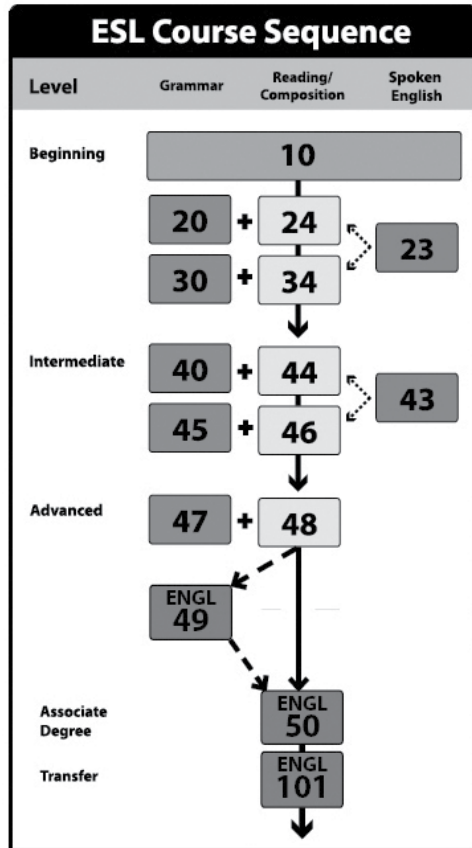 ESL Course Sequence
Level Grammar Reading/ Spoken
Composition English
Beginning
10
20 + 24
23
30 + 34
Intermediate
40 + 44
43
45 + 46
Advanced
47 + 48
ENGL
49
Associate
Degree
ENGL
50
Transfer
ENGL
101